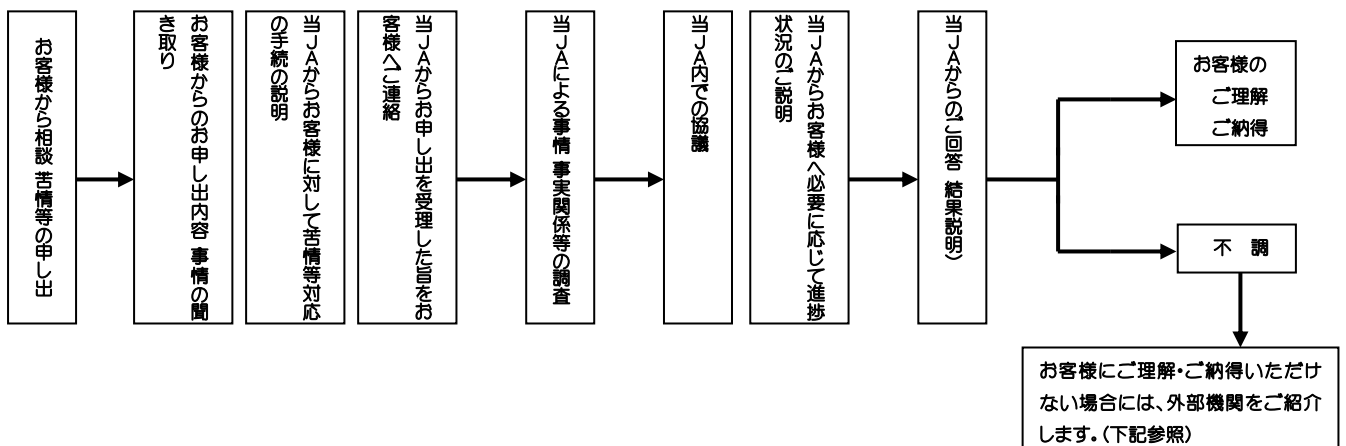 お客様から相談 苦情等の申し出
お客様からのお申し出内容 事情の聞
き取り
当JAからお客様に対して苦情等対応
の手続の説明
当JAからお申し出を受理した旨をお
客様へご連絡
当JAによる事情 事実関係等の調査
当JA内での協議
当JAからお客様へ必要に応じて進捗
状況のご説明
当JAからのご回答 結果説明）
お客様の
ご理解
ご納得
不 調
お客様にご理解・ご納得いただけ
ない場合には、外部機関をご紹介
します。（下記参照）